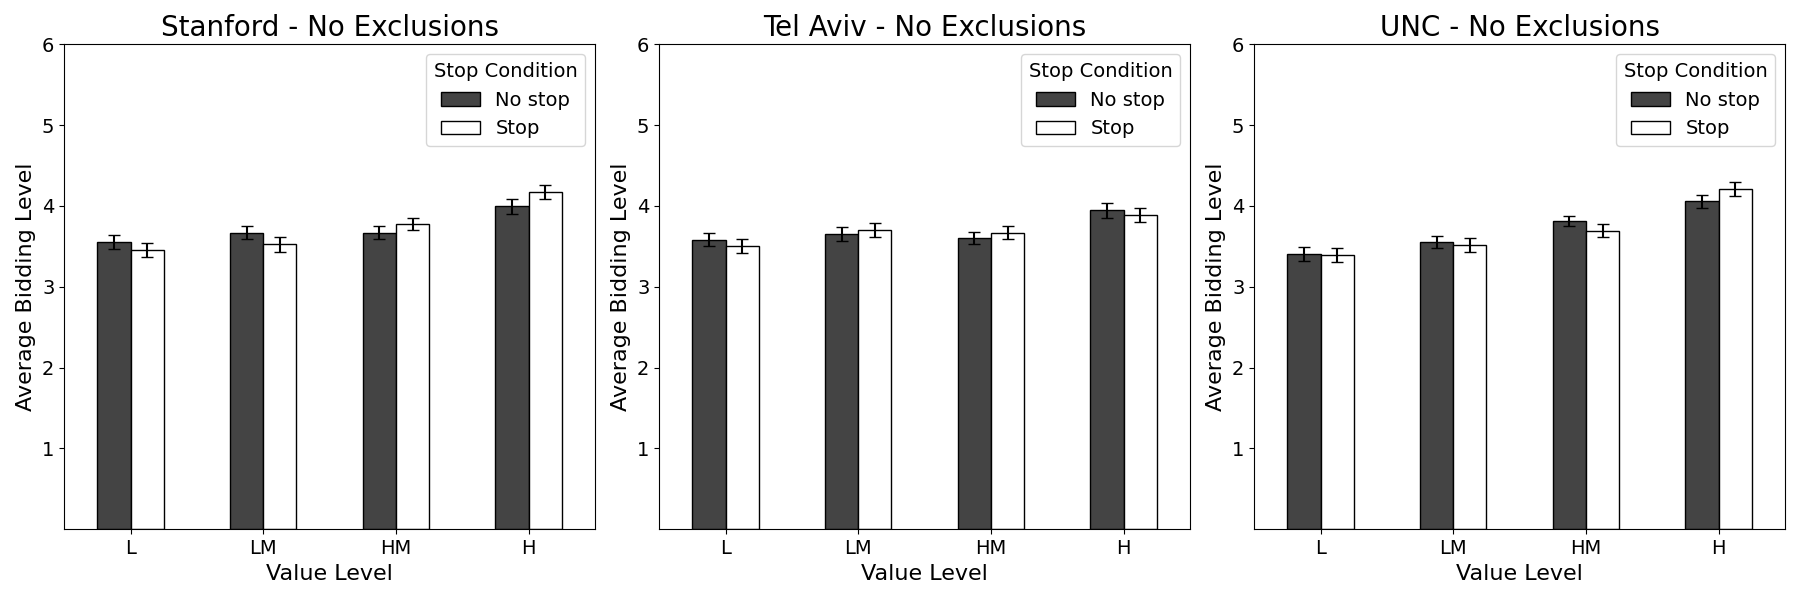 Stanford - No Exclusions
6
5
4
3
2
1
Average Bidding Level
Stop Condition
No stop
Stop
L LM HM H
Value Level
Tel Aviv - No Exclusions
6
5
4
3
2
1
Average Bidding Level
Stop Condition
No stop
Stop
L LM HM H
Value Level
UNC - No Exclusions
6
5
4
3
2
1
Average Bidding Level
Stop Condition
No stop
Stop
L LM HM H
Value Level